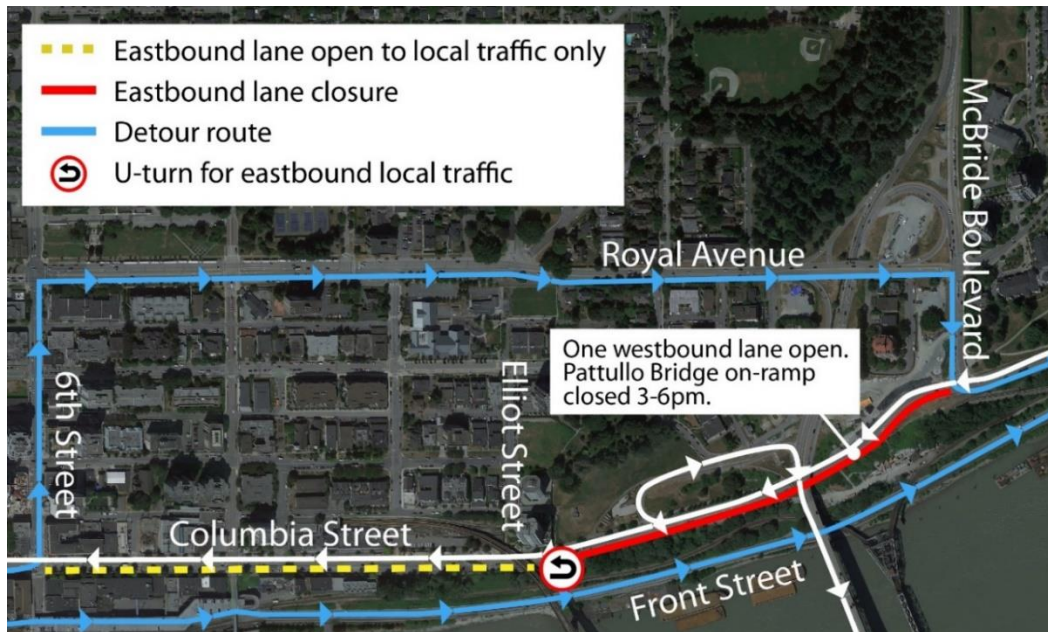 Eastbound lane open to local traffic only
Eastbound lane closure
Detour route
U-turn for eastbound local traffic
McBride Boulevard
Royal Avenue
One westbound lane open.
Pattullo Bridge on-ramp
closed 3-6pm.
6th Street
Elliot Street
Columbia Street
Front Street